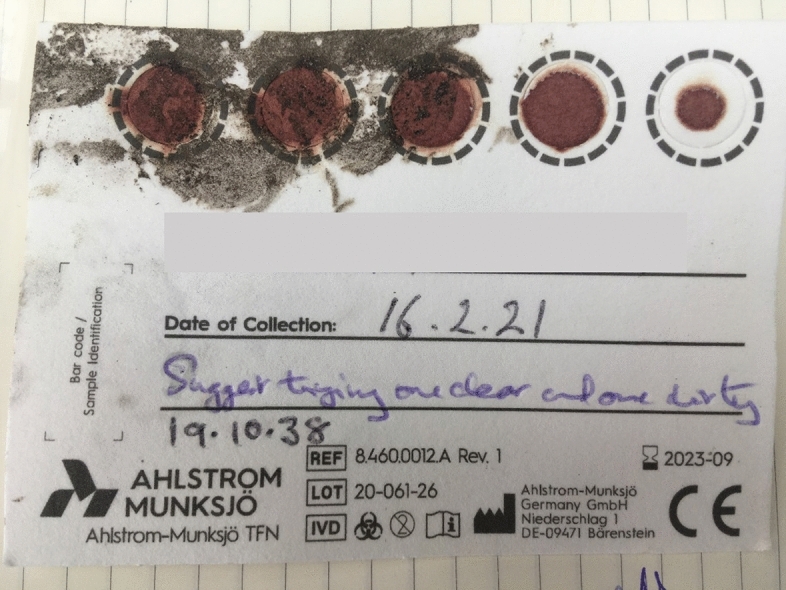 Date of Collection: 16.2.21
Suggest trying one clear and one dirty
19.10.38
Bar code /
Sample Identification
AHLSTROM
MUNKSJÖ
Ahlstrom-Munksjö TFN
REF 8.460.0012.A Rev. 1
LOT 20-061-26
IVD
2
i
2023-09
Ahlstrom-Munksjö
Germany GmbH
Niederschlag 1
DE-09471 Bärenstein
CE